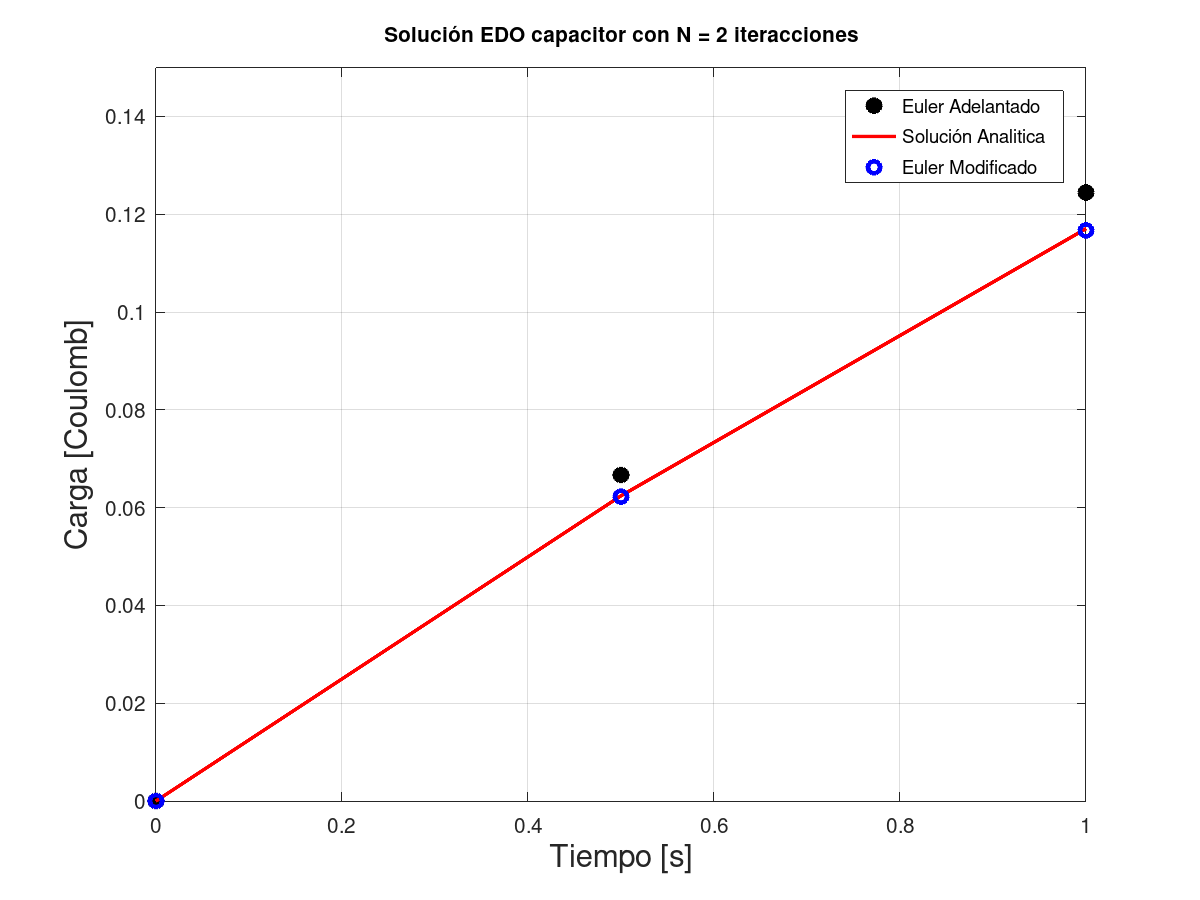 Solución EDO capacitor con N = 2 iteracciones
0.14
0.12
0.1
0.08
0.06
0.04
0.02
0
Carga [Coulomb]
Euler Adelantado
Solución Analitica
Euler Modificado
0 0.2 0.4 0.6 0.8 1
Tiempo [s]